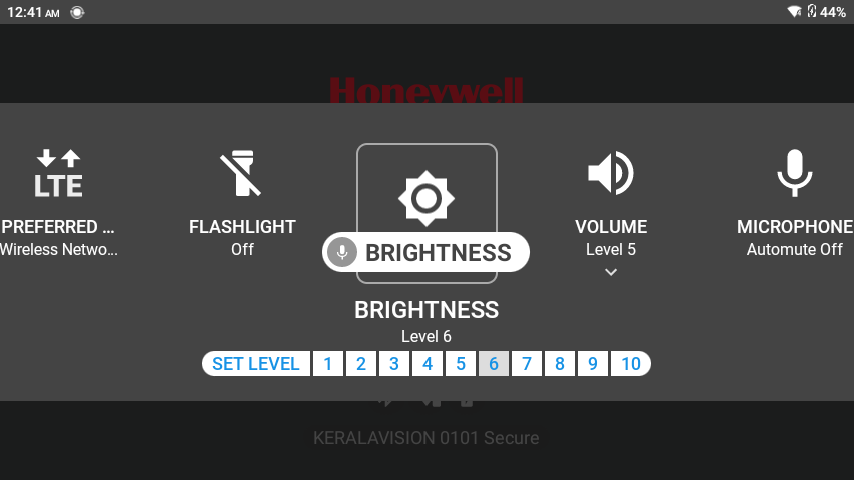 12:41 AM
44%
Honeywell
LTE
PREFERRED ...
Wireless Netwo...
FLASHLIGHT
Off
BRIGHTNESS
VOLUME
Level 5
MICROPHONE
Automute Off
BRIGHTNESS
Level 6
SET LEVEL 1 2 3 4 5 6 7 8 9 10
KERALAVISION 0101 Secure